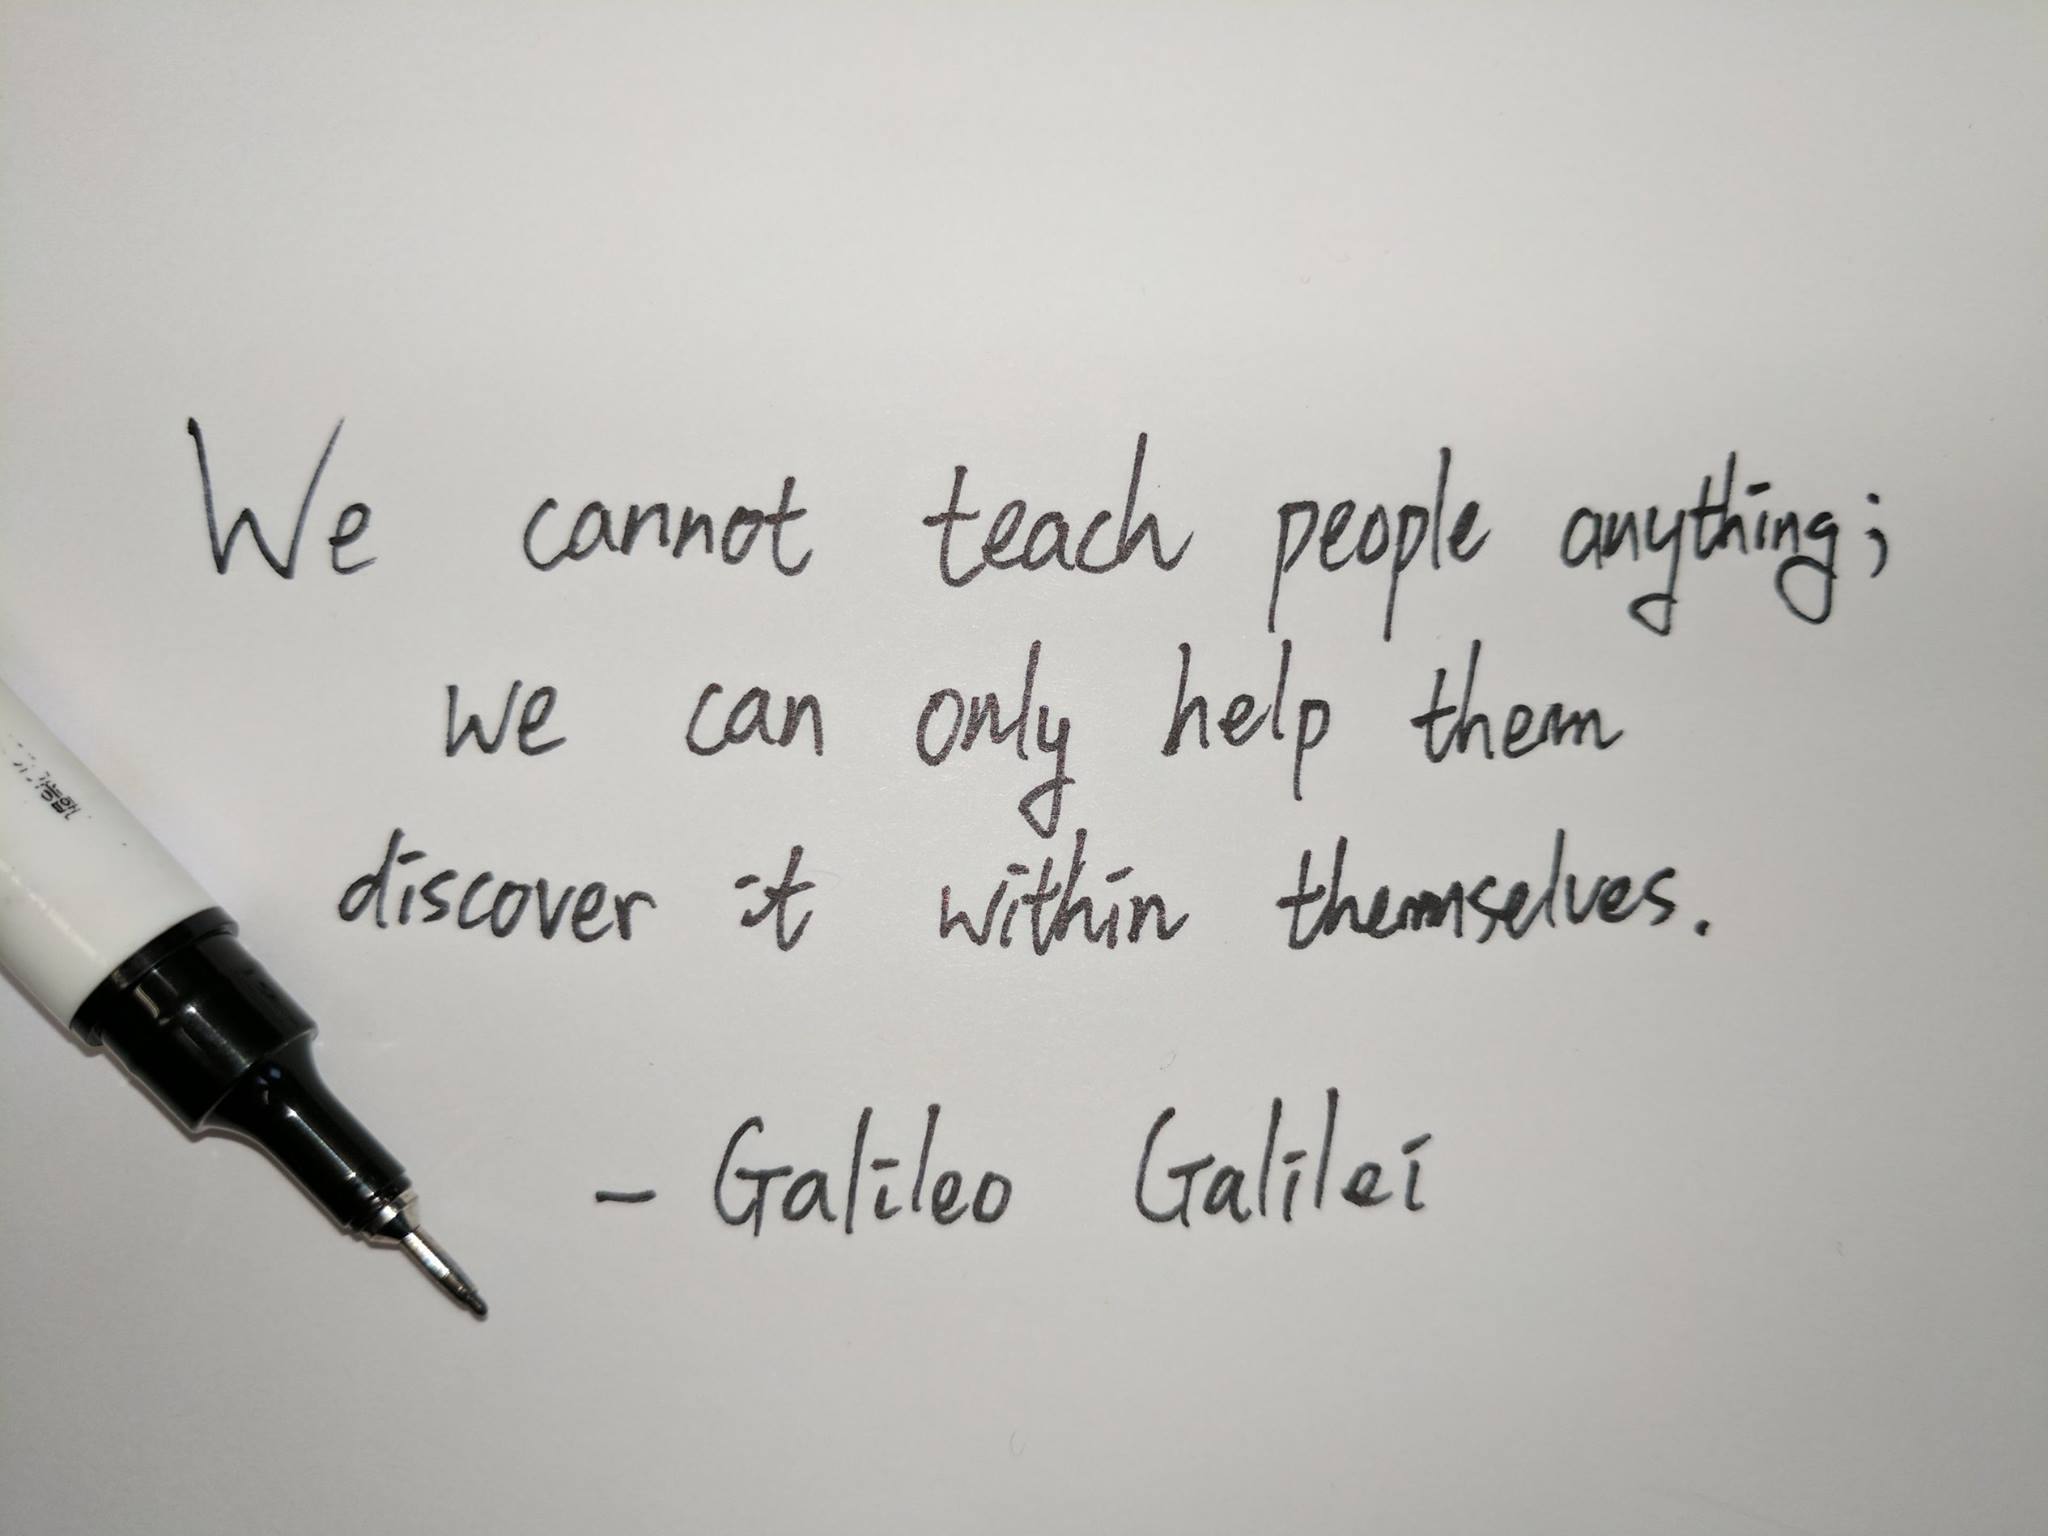 We cannot teach people anything;
we can only help them
discover it within themselves.
- Galileo Galilei